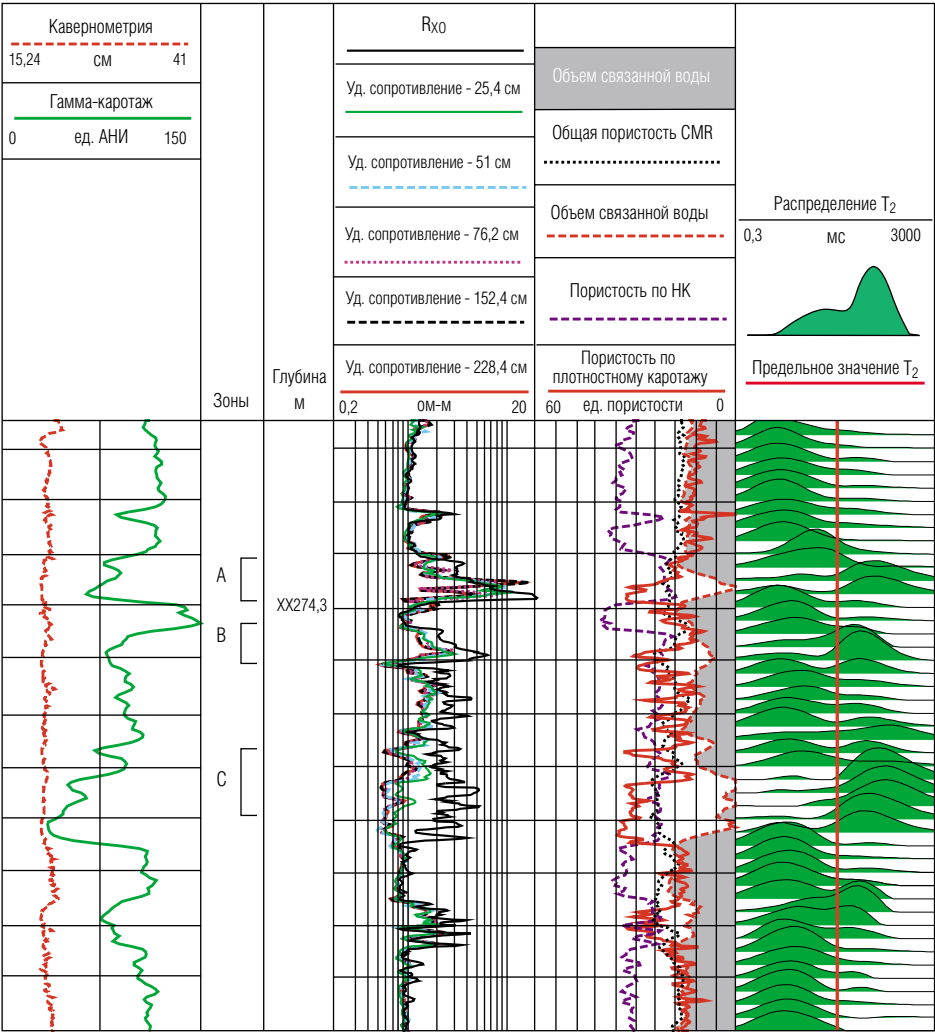 Кавернометрия
15,24 см 41
Гамма-каротаж
0 ед. АНИ 150
Зоны
Глубина
м
RXO
Уд. сопротивление - 25,4 см
Уд. сопротивление - 51 см
Уд. сопротивление - 76,2 см
Уд. сопротивление - 152,4 см
Уд. сопротивление - 228,4 см
0,2 ОМ-М 20
Объем связанной воды
Общая пористость CMR
Объем связанной воды
Пористость по НК
Пористость по
плотностному каротажу
60 ед. пористости 0
Распределение T2
0,3 мс 3000
Предельное значение T2
A
B
C
XX274,3